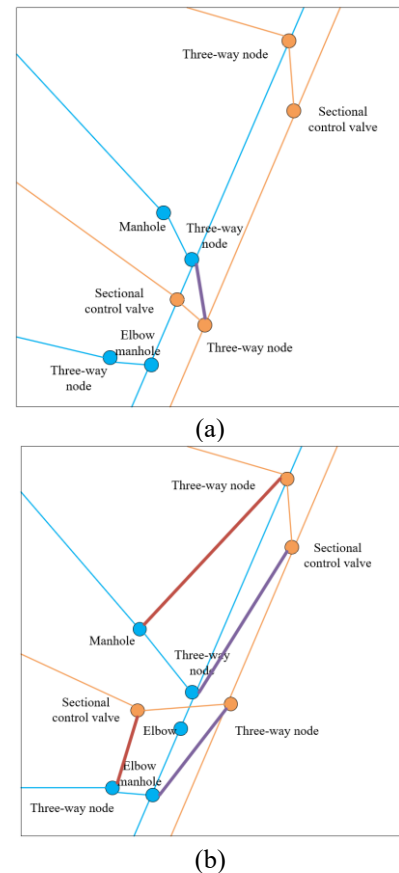 Three-way node
Sectional
control valve
Manhole
Three-way
node
Sectional
control valve
Elbow
manhole
Three-way node
Three-way
node
(a)
Three-way node
Sectional
control valve
Manhole
Three-way
node
Sectional
control valve
Elbow
Three-way node
Elbow
manhole
Three-way node
(b)